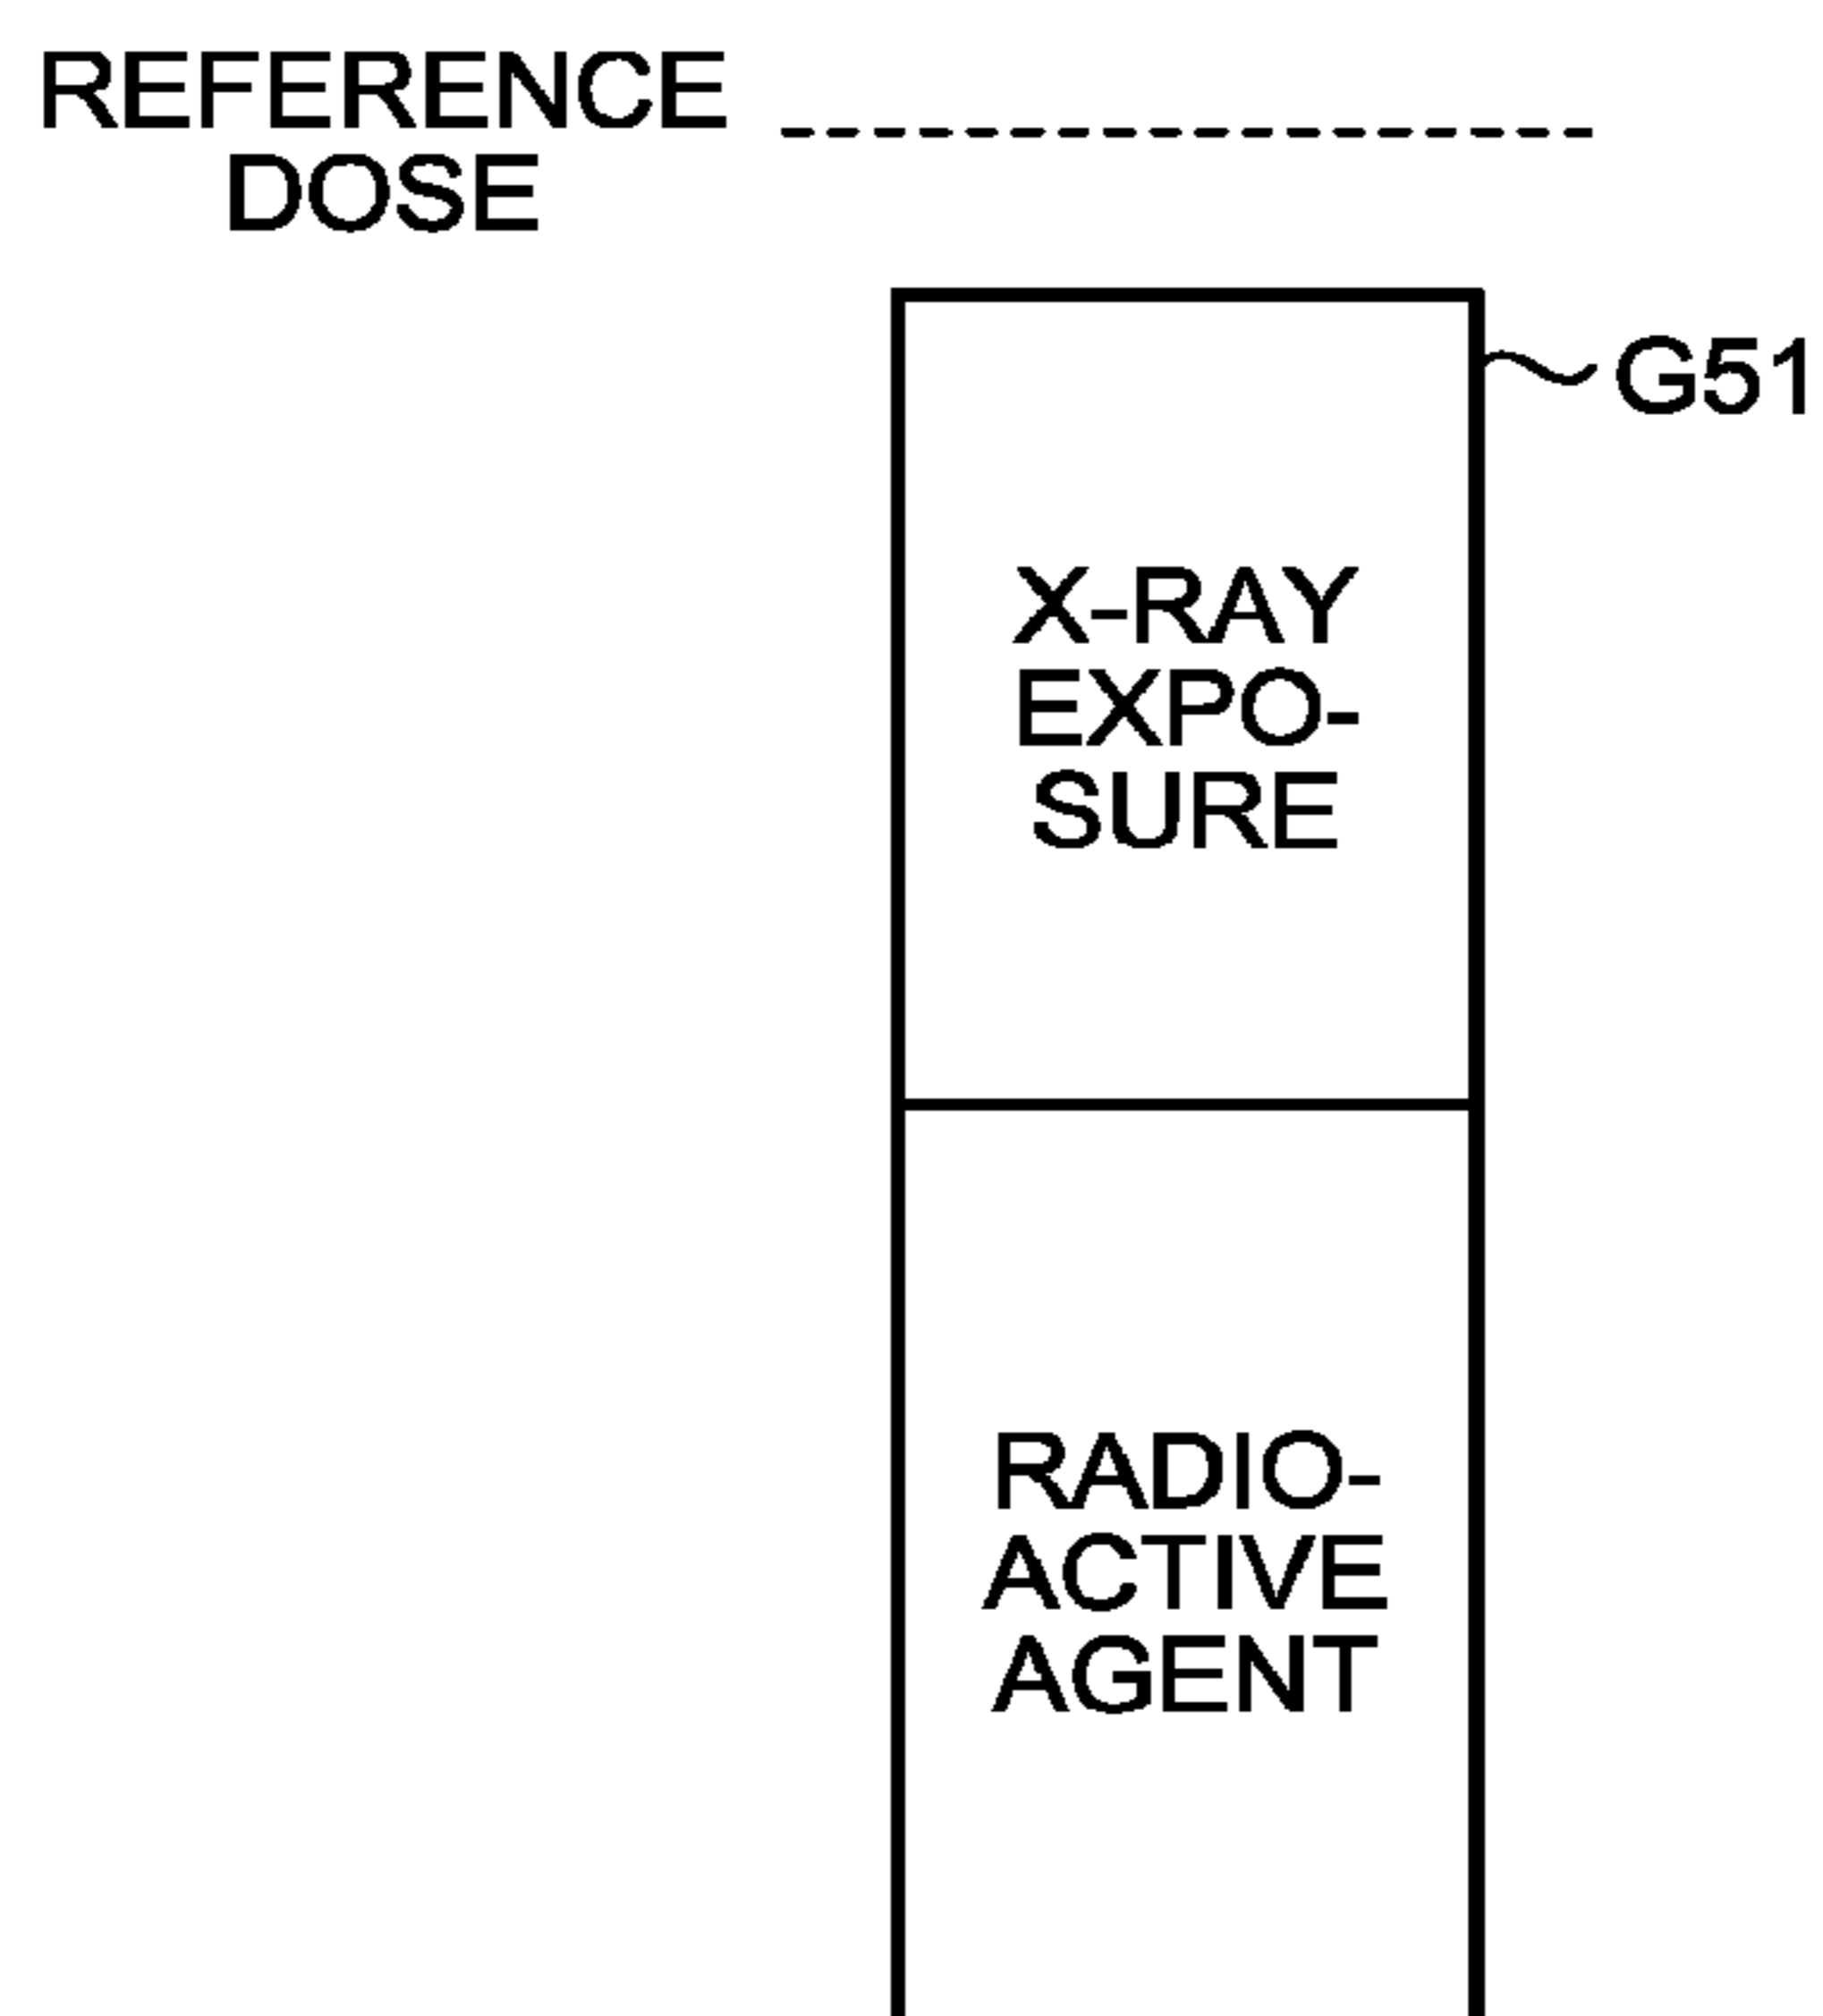 REFERENCE
DOSE
G51
X-RAY
EXPO-
SURE
RADIO-
ACTIVE
AGENT